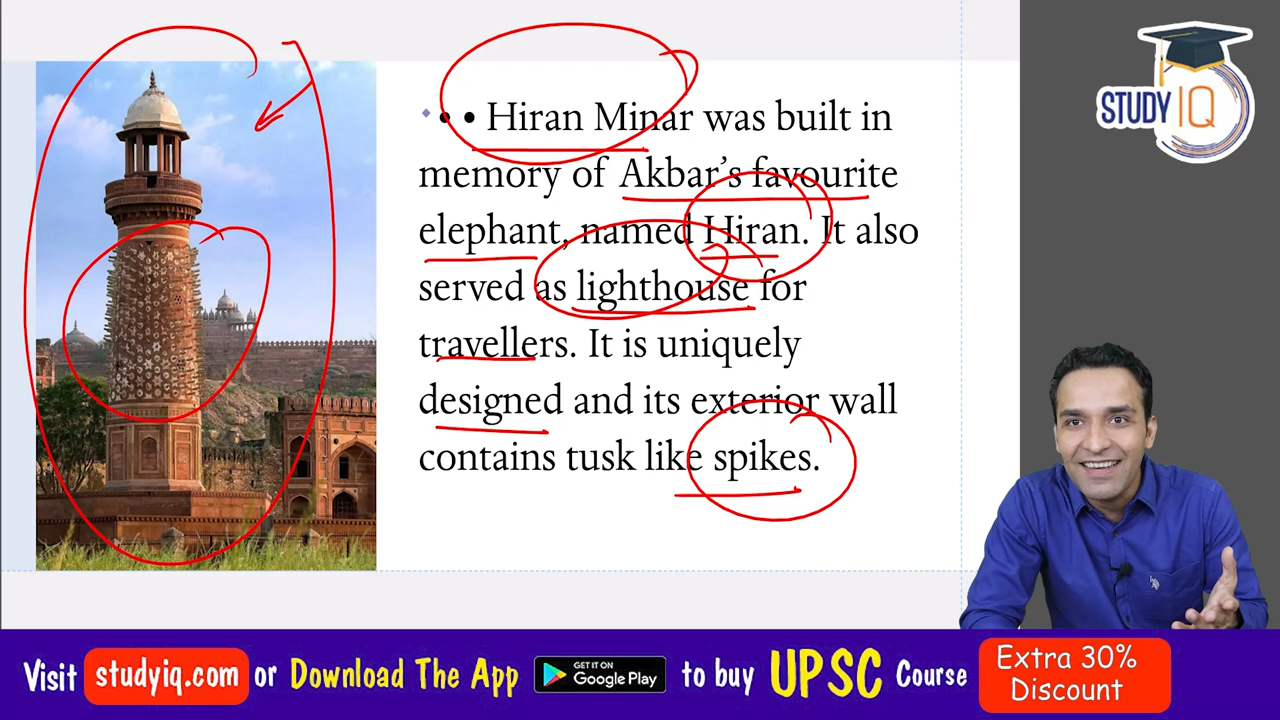 • • Hiran Minar was built in
memory of Akbar's favourite
elephant, named Hiran. It also
served as lighthouse for
travellers. It is uniquely
designed and its exterior wall
contains tusk like spikes.
STUDY IQ
Visit studyiq.com or Download The App GET IT ON Google Play to buy UPSC Course
Extra 30%
Discount